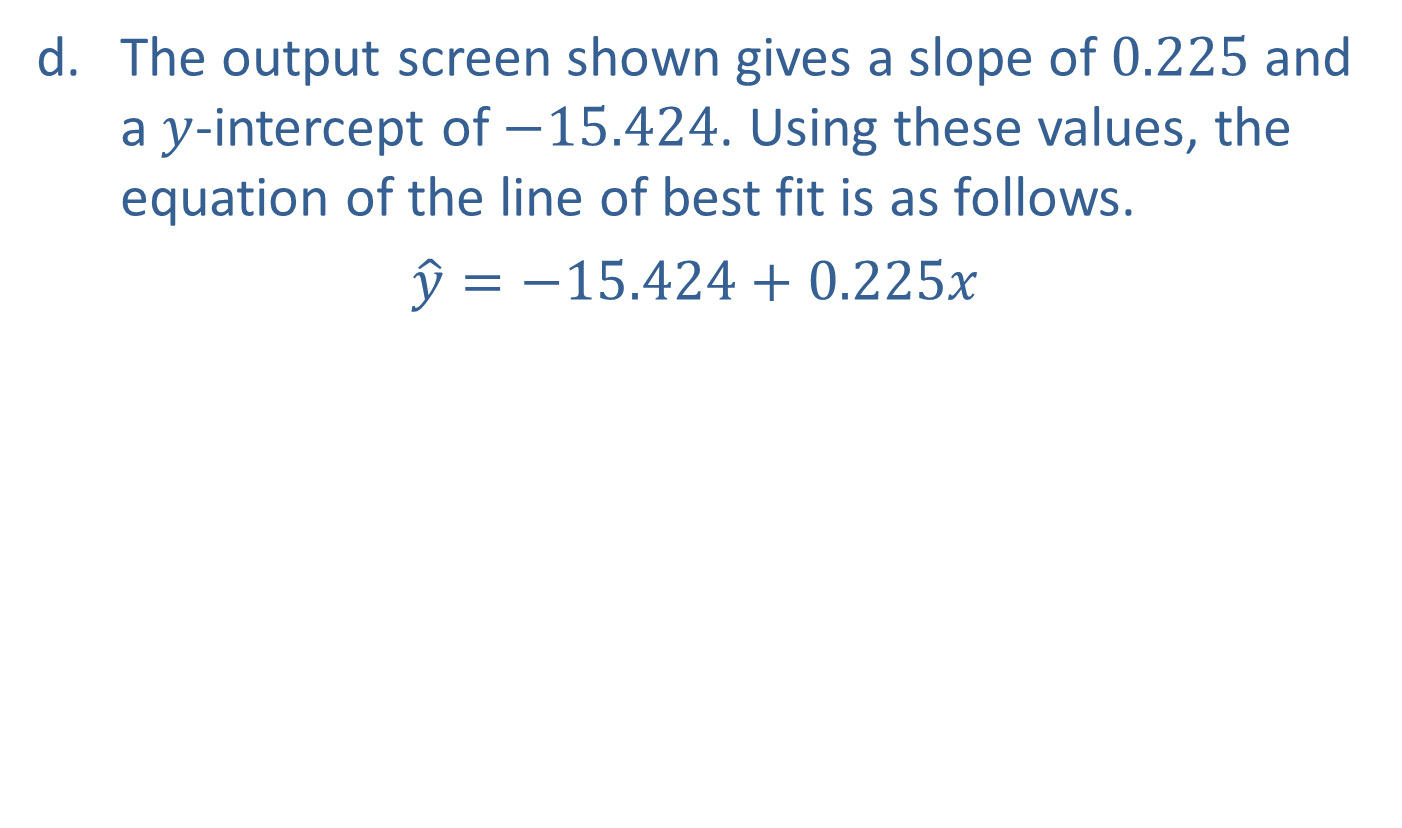 d. The output screen shown gives a slope of 0.225 and
a y-intercept of −15.424. Using these values, the
equation of the line of best fit is as follows.
ŷ = −15.424 + 0.225x